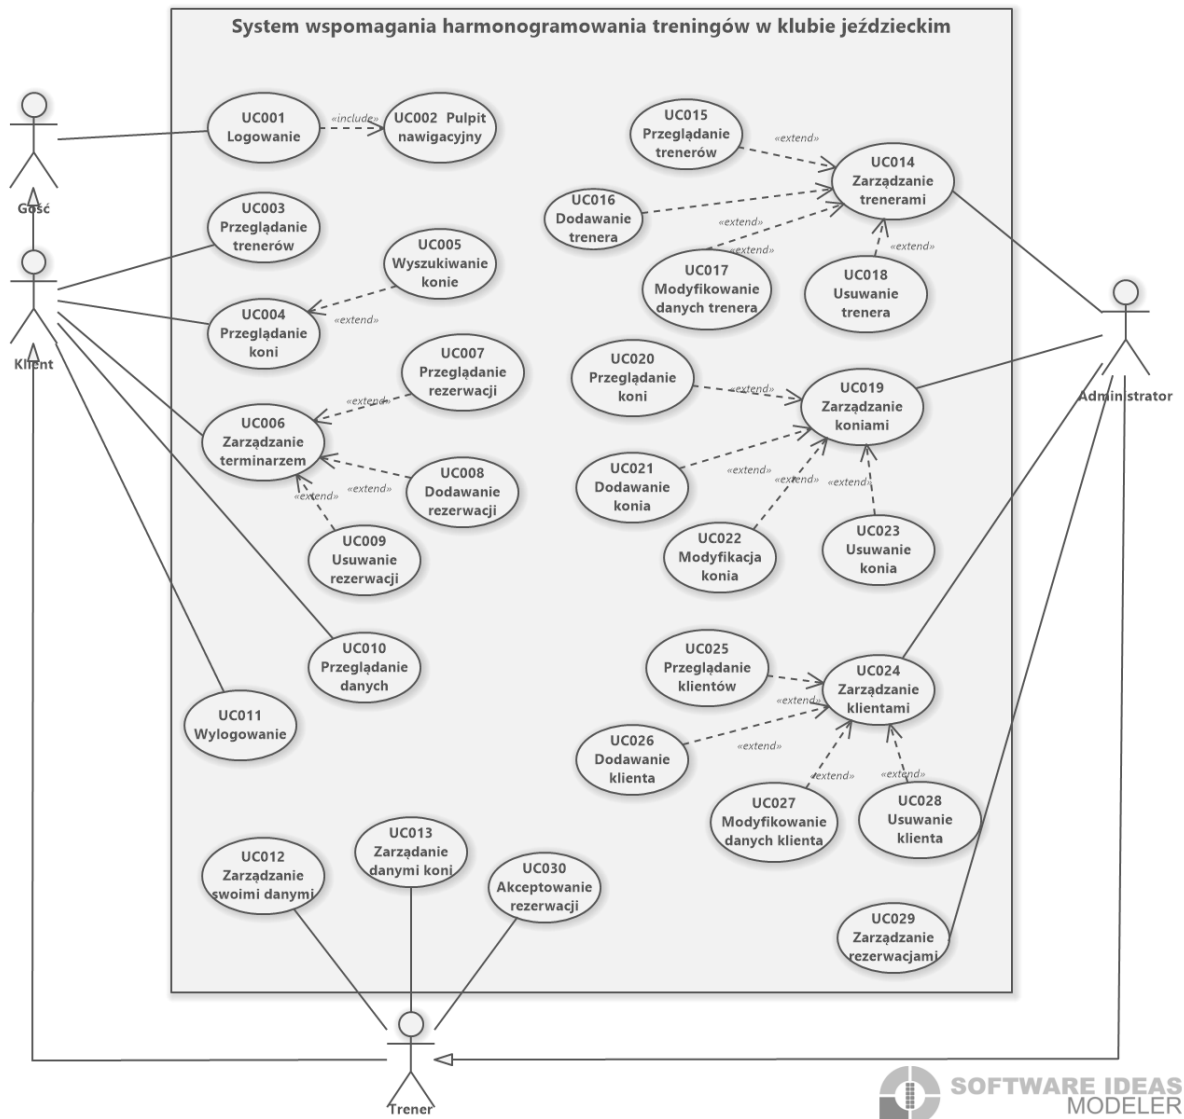 System wspomagania harmonogramowania treningów w klubie jeździeckim
Gość
Klient
UC001
Logowanie
«include»
UC002 Pulpit
nawigacyjny
UC003
Przeglądanie
trenerów
UC005
Wyszukiwanie
konie
UC004
Przeglądanie
koni
«extend»
UC007
Przeglądanie
rezerwacji
«extend»
UC006
Zarządzanie
terminarzem
UC008
Dodawanie
rezerwacji
«extend»
«extend»
UC009
Usuwanie
rezerwacji
UC010
Przeglądanie
danych
UC011
Wylogowanie
UC012
Zarządzanie
swoimi danymi
UC013
Zarządanie
danymi koni
UC030
Akceptowanie
rezerwacji
Trener
UC015
Przeglądanie
trenerów
«extend»
UC014
Zarządzanie
trenerami
UC016
Dodawanie
trenera
«extend»
«extend»
«extend»
UC017
Modyfikowanie
danych trenera
UC018
Usuwanie
trenera
Administrator
UC020
Przeglądanie
koni
«extend»
UC019
Zarządzanie
koniami
UC021
Dodawanie
konia
«extend»
«extend»
«extend»
UC022
Modyfikacja
konia
UC023
Usuwanie
konia
UC025
Przeglądanie
klientów
«extend»
UC024
Zarządzanie
klientami
UC026
Dodawanie
klienta
«extend»
«extend»
«extend»
UC027
Modyfikowanie
danych klienta
UC028
Usuwanie
klienta
UC029
Zarządzanie
rezerwacjami
SOFTWARE IDEAS
MODELER